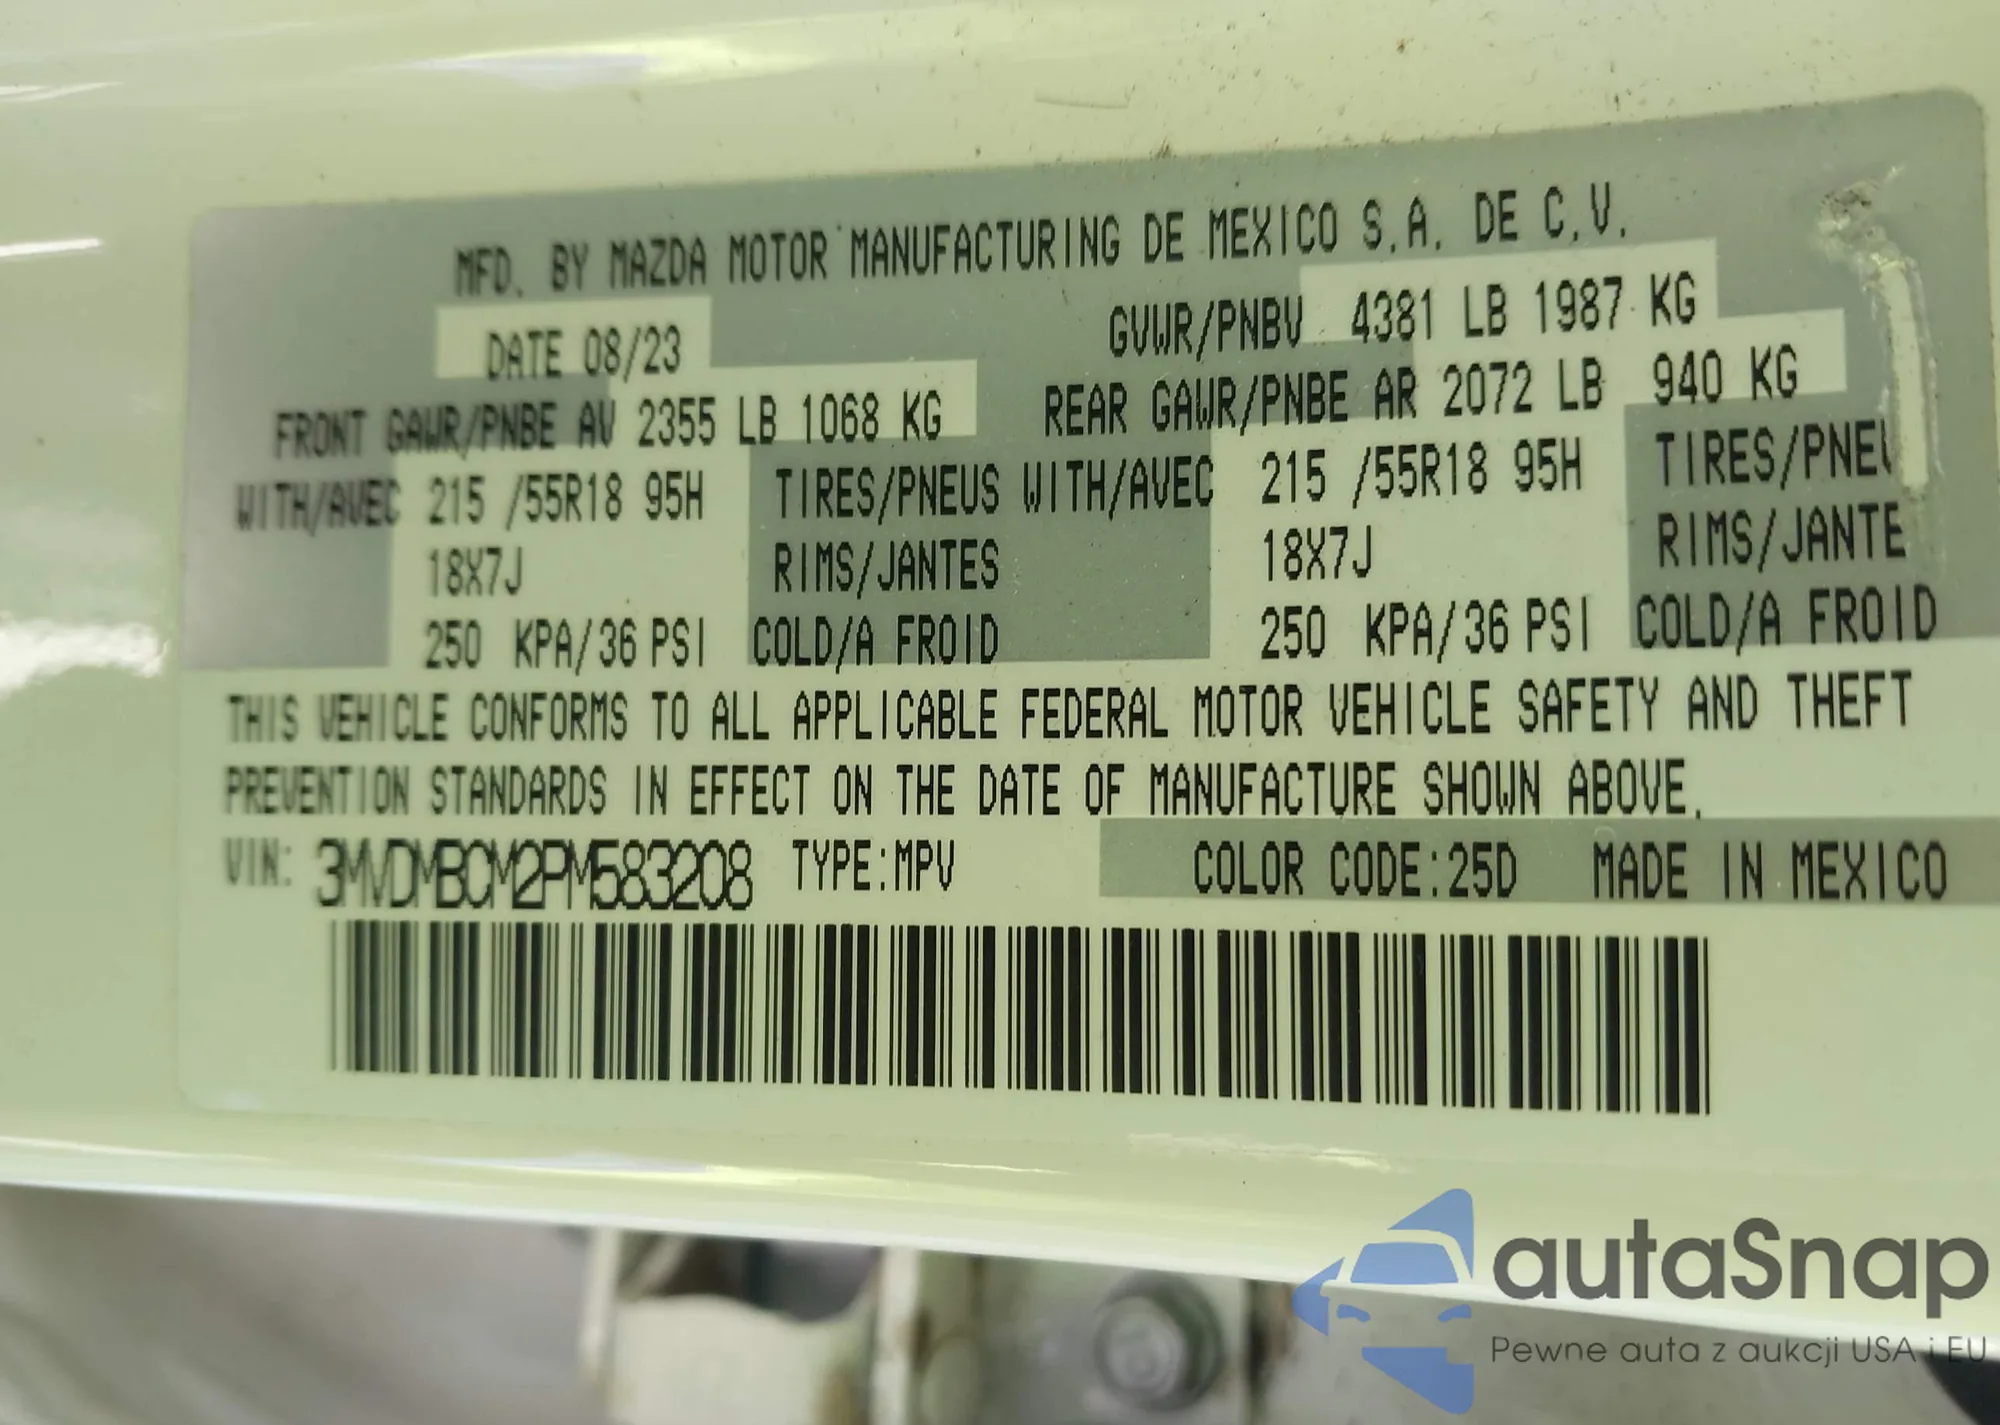 MFD. BY MAZDA MOTOR MANUFACTURING DE MEXICO S.A. DE C.V.
DATE 08/23 GVWR/PNBV 4381 LB 1987 KG
FRONT GAWR/PNBE AV 2355 LB 1068 KG REAR GAWR/PNBE AR 2072 LB 940 KG
WITH/AVEC 215 /55R18 95H TIRES/PNEUS WITH/AVEC 215 /55R18 95H TIRES/PNEU
18X7J RIMS/JANTES 18X7J RIMS/JANTE
250 KPA/36 PSI COLD/A FROID 250 KPA/36 PSI COLD/A FROID
THIS VEHICLE CONFORMS TO ALL APPLICABLE FEDERAL MOTOR VEHICLE SAFETY AND THEFT
PREVENTION STANDARDS IN EFFECT ON THE DATE OF MANUFACTURE SHOWN ABOVE.
VIN: 3MVDMBCM2PM583208 TYPE:MPV COLOR CODE:25D MADE IN MEXICO
autaSnap
Pewne auta z aukcji USA i EU